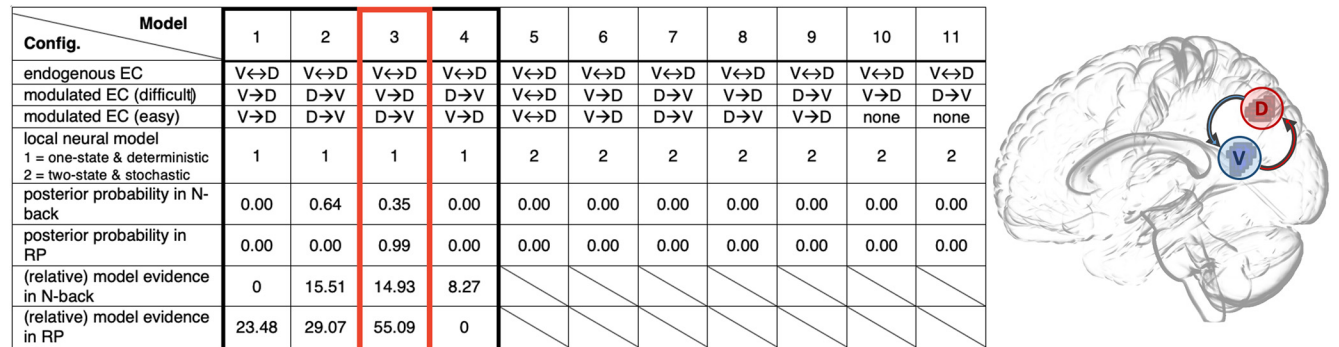 Model
Config. 1 2 3 4 5 6 7 8 9 10 11
endogenous EC V↔D V↔D V↔D V↔D V↔D V↔D V↔D V↔D V↔D V↔D V↔D
modulated EC (difficult) V→D D→V V→D D→V V↔D V→D D→V V→D D→V V→D D→V
modulated EC (easy) V→D D→V D→V V→D V↔D V→D D→V D→V V→D none none
local neural model
1 = one-state & deterministic 1 1 1 1 2 2 2 2 2 2 2
2 = two-state & stochastic
posterior probability in N-
back 0.00 0.64 0.35 0.00 0.00 0.00 0.00 0.00 0.00 0.00 0.00
posterior probability in
RP 0.00 0.00 0.99 0.00 0.00 0.00 0.00 0.00 0.00 0.00 0.00
(relative) model evidence
in N-back 0 15.51 14.93 8.27
(relative) model evidence
in RP 23.48 29.07 55.09 0
D
V